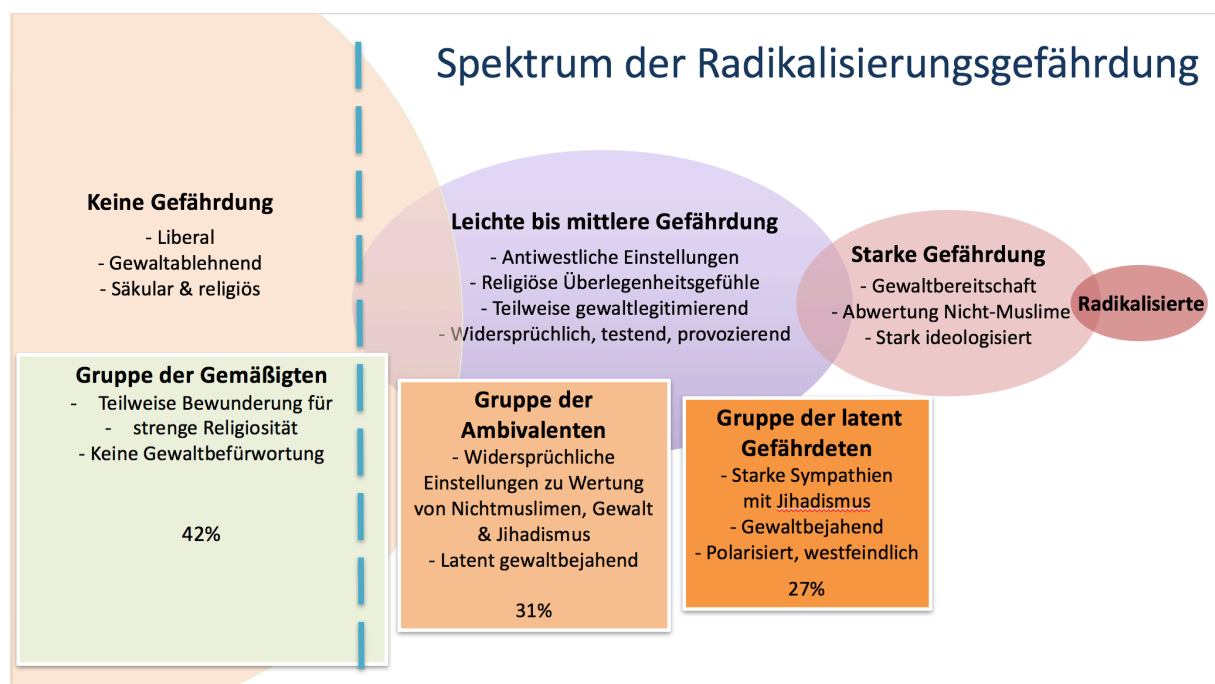 Spektrum der Radikalisierungsgefährdung
Keine Gefährdung
- Liberal
- Gewaltablehnend
- Säkular & religiös
Leichte bis mittlere Gefährdung
- Antiwestliche Einstellungen
- Religiöse Überlegenheitsgefühle
- Teilweise gewaltlegitimierend
- Widersprüchlich, testend, provozierend
Starke Gefährdung
- Gewaltbereitschaft
- Abwertung Nicht-Muslime
- Stark ideologisiert
Radikalisierte
Gruppe der Gemäßigten
- Teilweise Bewunderung für
- strenge Religiosität
- Keine Gewaltbefürwortung
42%
Gruppe der
Ambivalenten
- Widersprüchliche
Einstellungen zu Wertung
von Nichtmuslimen, Gewalt
& Jihadismus
- Latent gewaltbejahend
31%
Gruppe der latent
Gefährdeten
- Starke Sympathien
mit Jihadismus
- Gewaltbejahend
- Polarisiert, westfeindlich
27%